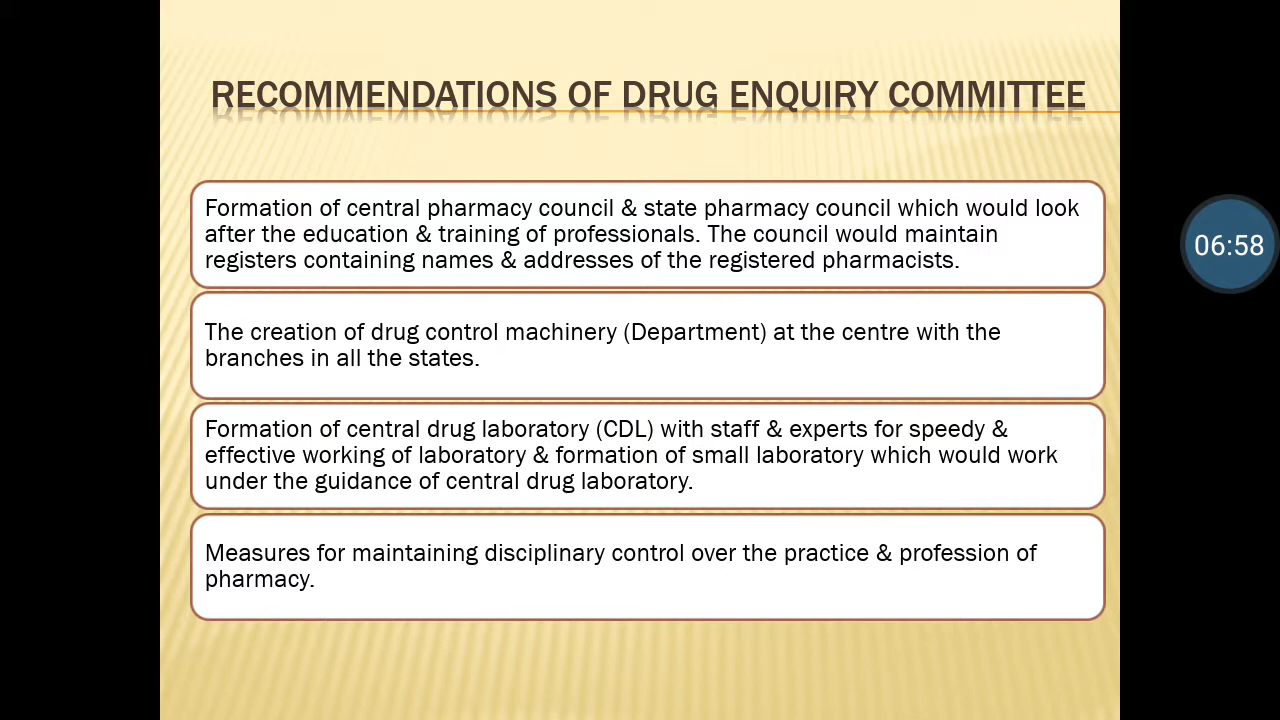 RECOMMENDATIONS OF DRUG ENQUIRY COMMITTEE
Formation of central pharmacy council & state pharmacy council which would look
after the education & training of professionals. The council would maintain
registers containing names & addresses of the registered pharmacists.
06:58
The creation of drug control machinery (Department) at the centre with the
branches in all the states.
Formation of central drug laboratory (CDL) with staff & experts for speedy &
effective working of laboratory & formation of small laboratory which would work
under the guidance of central drug laboratory.
Measures for maintaining disciplinary control over the practice & profession of
pharmacy.